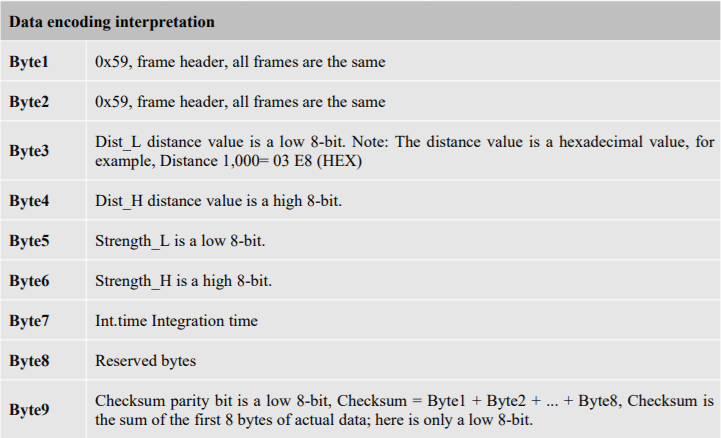 Data encoding interpretation
Byte1 0x59, frame header, all frames are the same
Byte2 0x59, frame header, all frames are the same
Byte3 Dist_L distance value is a low 8-bit. Note: The distance value is a hexadecimal value, for
example, Distance 1,000= 03 E8 (HEX)
Byte4 Dist_H distance value is a high 8-bit.
Byte5 Strength_L is a low 8-bit.
Byte6 Strength_H is a high 8-bit.
Byte7 Int.time Integration time
Byte8 Reserved bytes
Byte9 Checksum parity bit is a low 8-bit, Checksum = Byte1 + Byte2 + ... + Byte8, Checksum is
the sum of the first 8 bytes of actual data; here is only a low 8-bit.